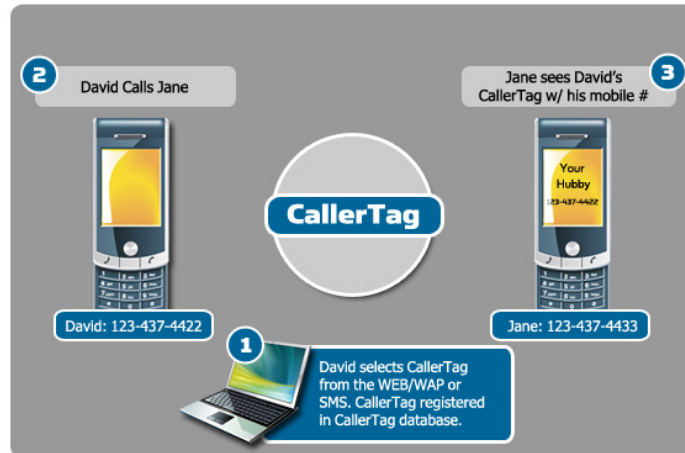 2
David Calls Jane
3
Jane sees David's
CallerTag w/ his mobile #
Your
Hubby
123-437-4422
CallerTag
David: 123-437-4422
Jane: 123-437-4433
1
David selects CallerTag
from the WEB/WAP or
SMS. CallerTag registered
in CallerTag database.